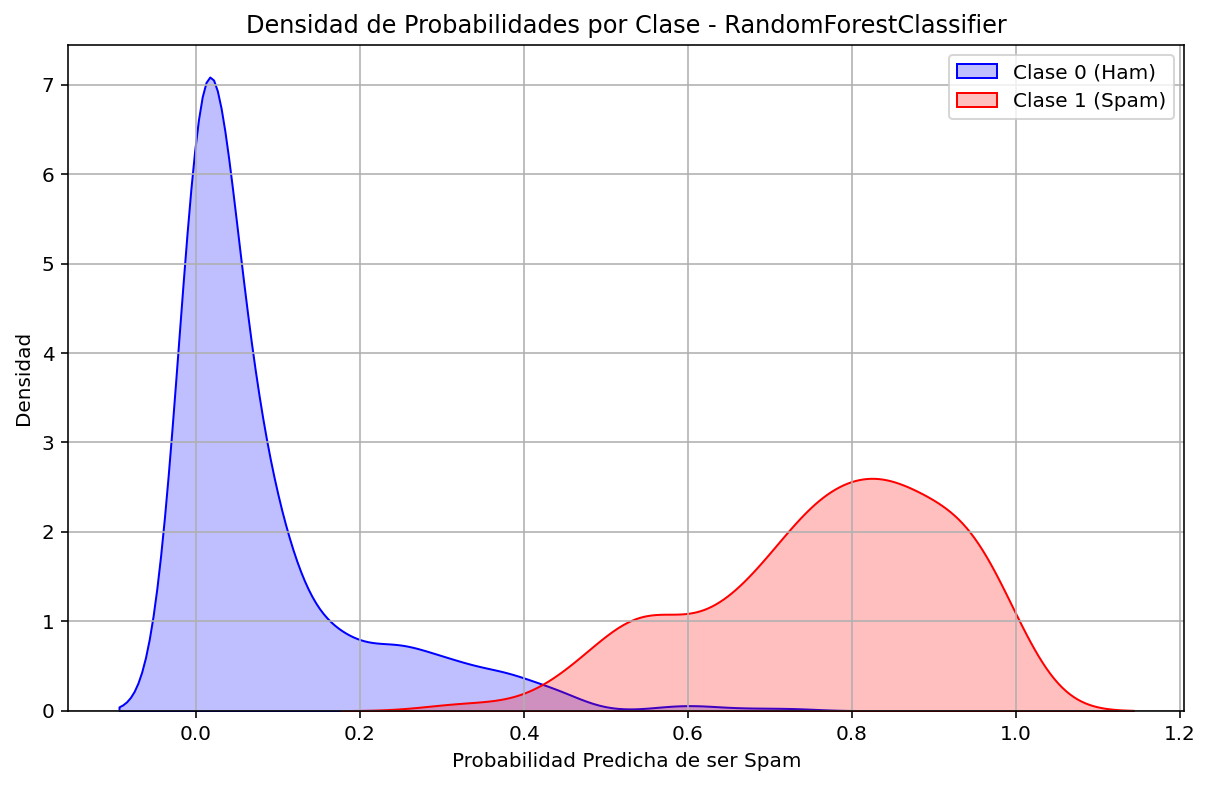 Densidad de Probabilidades por Clase - RandomForestClassifier
Clase 0 (Ham)
Clase 1 (Spam)
Densidad
7
6
5
4
3
2
1
0
0.0 0.2 0.4 0.6 0.8 1.0 1.2
Probabilidad Predicha de ser Spam